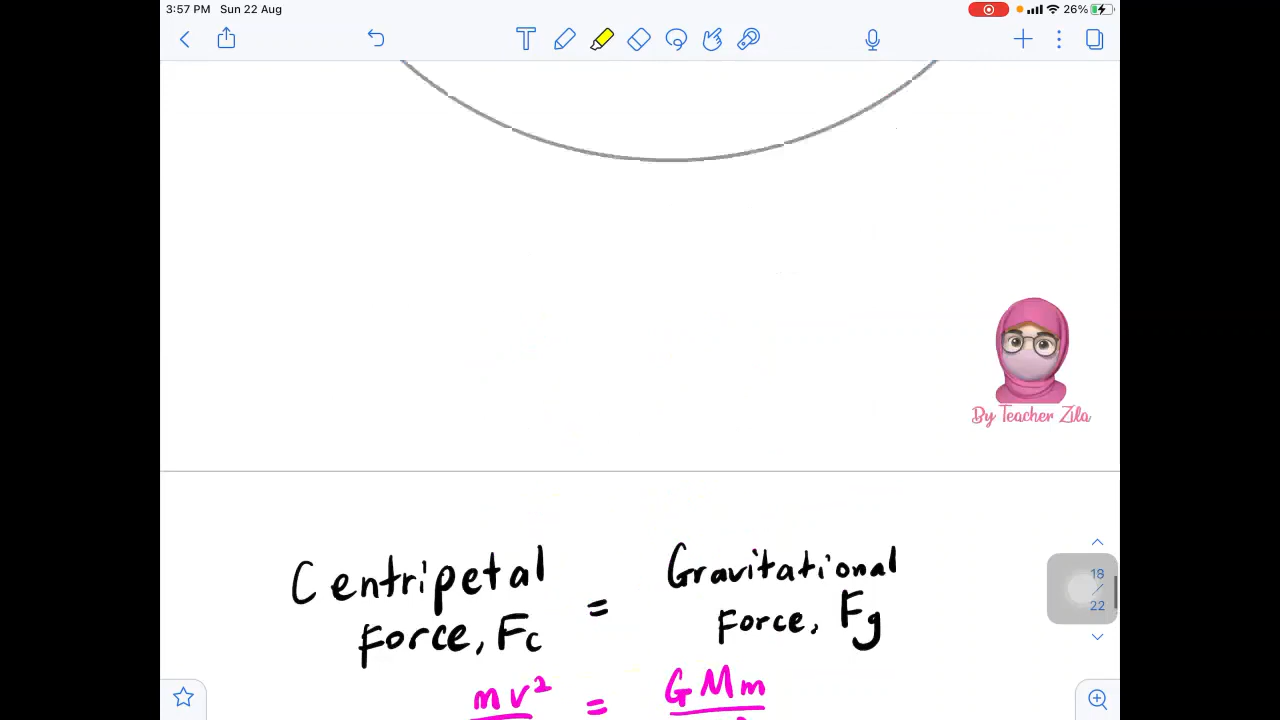 3:57 PM Sun 22 Aug
26%
T
By Teacher Zila
Centripetal Force, Fc = Gravitational Force, Fg
mv² = GMm
18
/
22